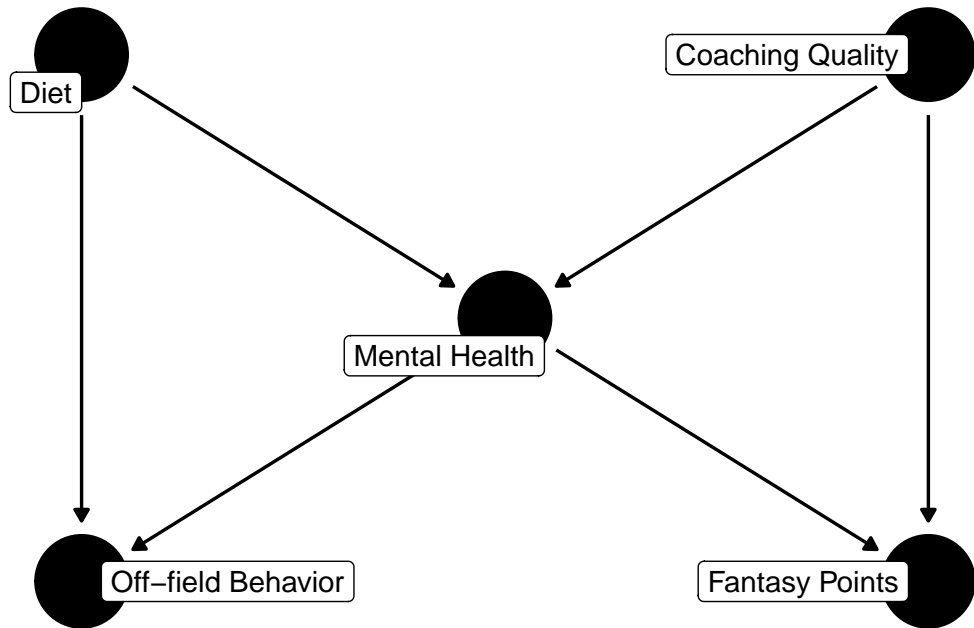 Diet
Coaching Quality
Mental Health
Off−field Behavior
Fantasy Points